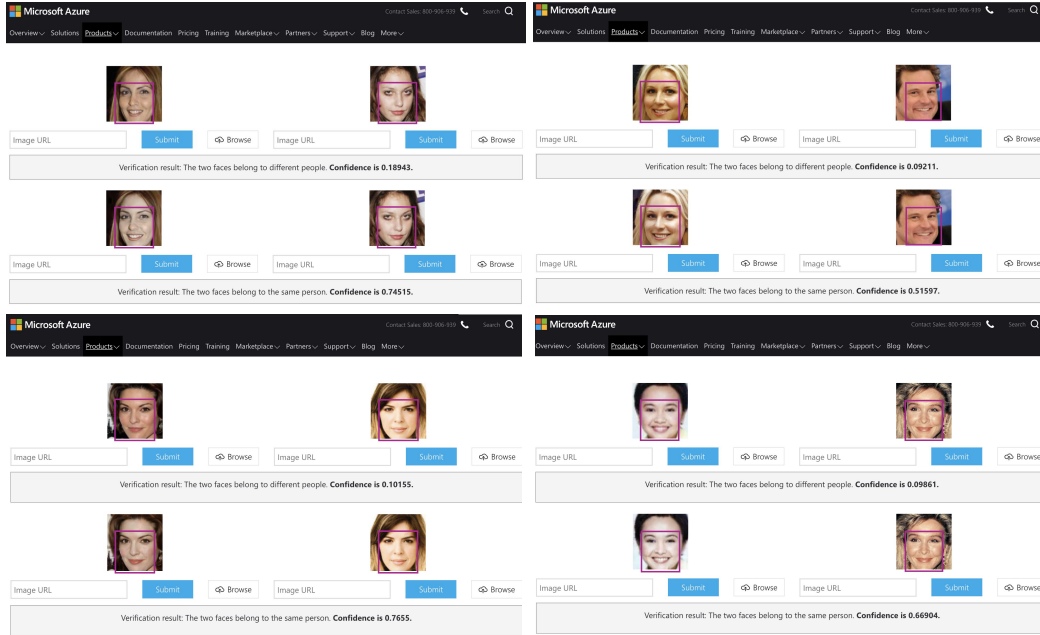 Microsoft Azure
Contact Sales: 800-906-939 Search
Overview Solutions Products Documentation Pricing Training Marketplace Partners Support Blog More
Image URL Submit Browse Image URL Submit Browse
Verification result: The two faces belong to different people. Confidence is 0.18943.
Image URL Submit Browse Image URL Submit Browse
Verification result: The two faces belong to the same person. Confidence is 0.74515.
Microsoft Azure
Contact Sales: 800-906-939 Search
Overview Solutions Products Documentation Pricing Training Marketplace Partners Support Blog More
Image URL Submit Browse Image URL Submit Browse
Verification result: The two faces belong to different people. Confidence is 0.09211.
Image URL Submit Browse Image URL Submit Browse
Verification result: The two faces belong to the same person. Confidence is 0.51597.
Microsoft Azure
Contact Sales: 800-906-939 Search
Overview Solutions Products Documentation Pricing Training Marketplace Partners Support Blog More
Image URL Submit Browse Image URL Submit Browse
Verification result: The two faces belong to different people. Confidence is 0.10155.
Image URL Submit Browse Image URL Submit Browse
Verification result: The two faces belong to the same person. Confidence is 0.7655.
Microsoft Azure
Contact Sales: 800-906-939 Search
Overview Solutions Products Documentation Pricing Training Marketplace Partners Support Blog More
Image URL Submit Browse Image URL Submit Browse
Verification result: The two faces belong to different people. Confidence is 0.09861.
Image URL Submit Browse Image URL Submit Browse
Verification result: The two faces belong to the same person. Confidence is 0.66904.